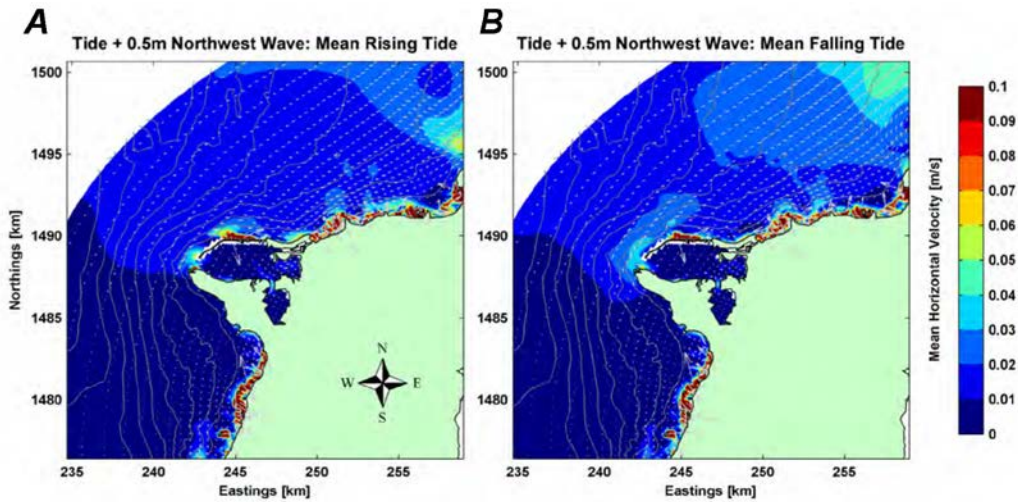 A
B
Tide + 0.5m Northwest Wave: Mean Rising Tide
Tide + 0.5m Northwest Wave: Mean Falling Tide
1500
1495
1490
1485
1480
Northings [km]
N
W E
S
235 240 245 250 255
Eastings [km]
1500
1495
1490
1485
1480
235 240 245 250 255
Eastings [km]
0.1
0.09
0.08
0.07
0.06
0.05
0.04
0.03
0.02
0.01
0
Mean Horizontal Velocity [m/s]